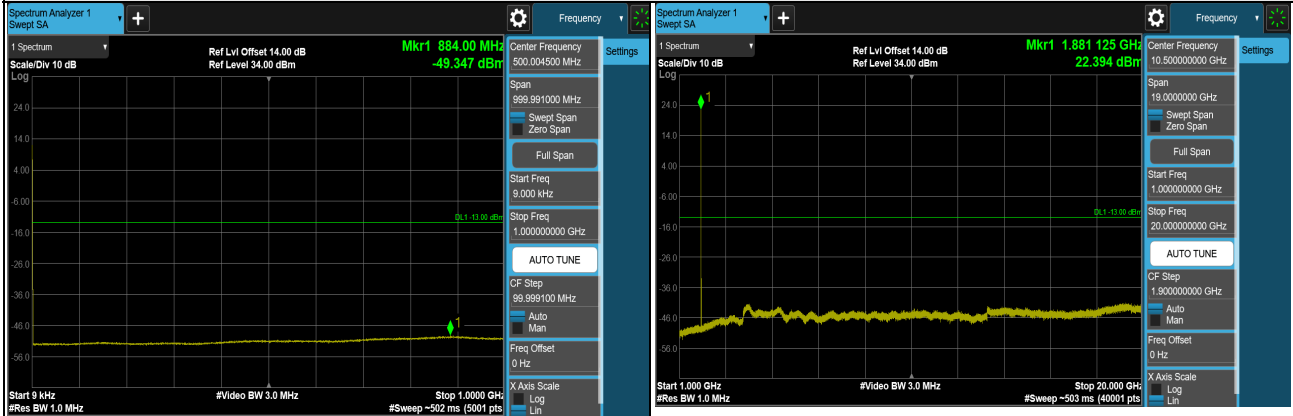 Spectrum Analyzer 1
Swept SA
+
Frequency
1 Spectrum
Scale/Div 10 dB
Log
Ref Lvl Offset 14.00 dB
Ref Level 34.00 dBm
Mkr1 884.00 MHz
-49.347 dBm
24.0
14.0
4.00
-6.00
-16.0
-26.0
-36.0
-46.0
-56.0
DL1 -13.00 dBm
1
Start 9 kHz
#Res BW 1.0 MHz
#Video BW 3.0 MHz
Stop 1.0000 GHz
#Sweep ~502 ms (5001 pts
Center Frequency
500.004500 MHz
Settings
Span
999.991000 MHz
Swept Span
Zero Span
Full Span
Start Freq
9.000 kHz
Stop Freq
1.000000000 GHz
AUTO TUNE
CF Step
99.999100 MHz
Auto
Man
Freq Offset
0 Hz
X Axis Scale
Log
Lin
Spectrum Analyzer 1
Swept SA
+
Frequency
1 Spectrum
Scale/Div 10 dB
Log
Ref Lvl Offset 14.00 dB
Ref Level 34.00 dBm
Mkr1 1.881 125 GHz
22.394 dBm
24.0
14.0
4.00
-6.00
-16.0
-26.0
-36.0
-46.0
-56.0
DL1 -13.00 dBm
1
Start 1.000 GHz
#Res BW 1.0 MHz
#Video BW 3.0 MHz
Stop 20.000 GHz
#Sweep ~503 ms (40001 pts
Center Frequency
10.50000000 GHz
Settings
Span
19.0000000 GHz
Swept Span
Zero Span
Full Span
Start Freq
1.000000000 GHz
Stop Freq
20.000000000 GHz
AUTO TUNE
CF Step
1.900000000 GHz
Auto
Man
Freq Offset
0 Hz
X Axis Scale
Log
Lin